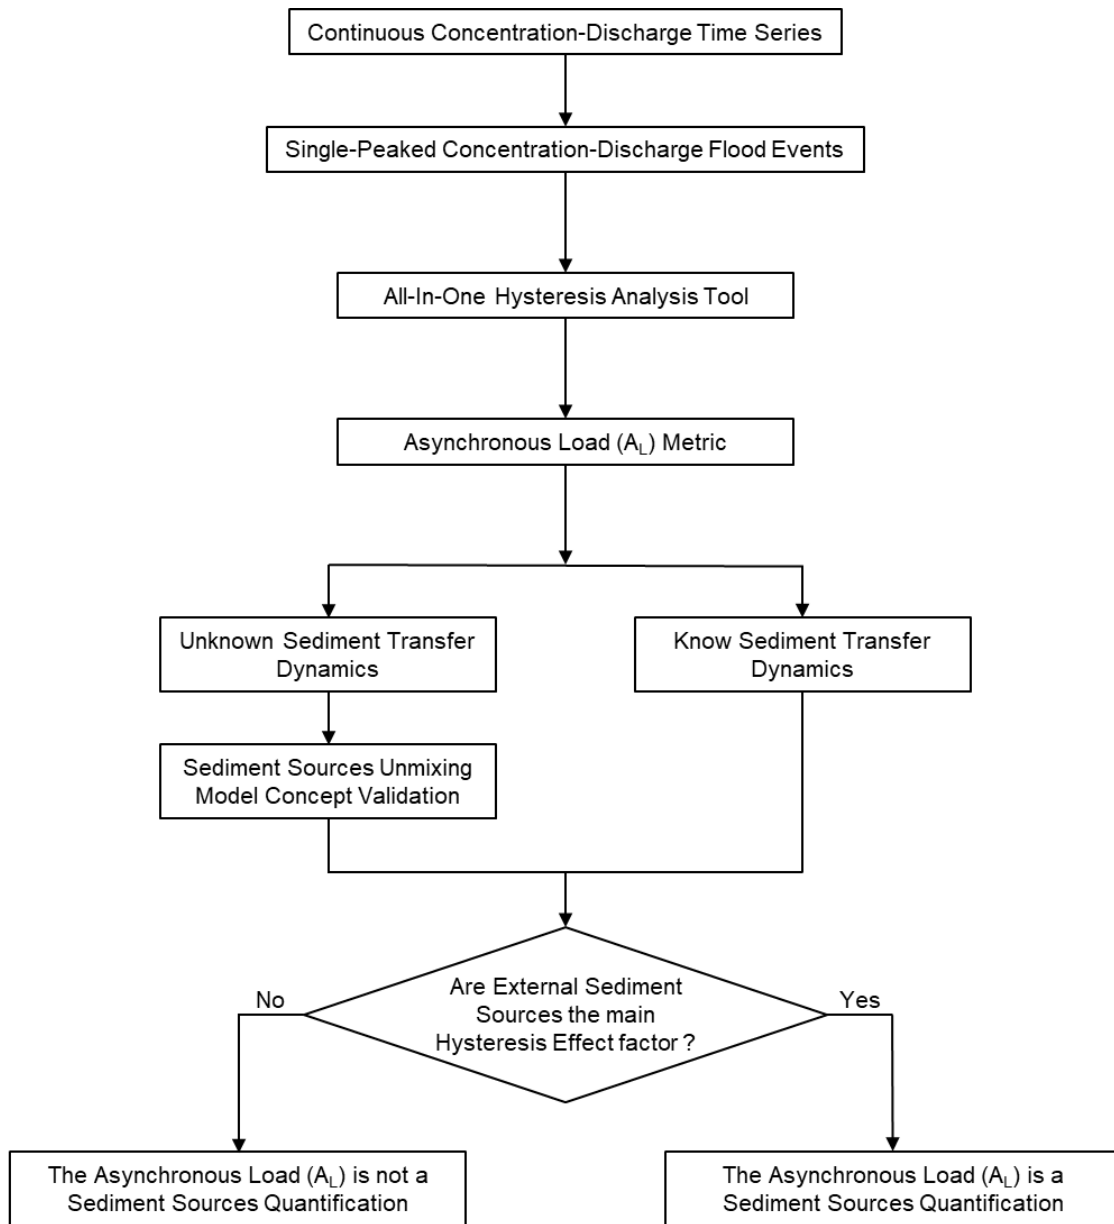 Continuous Concentration-Discharge Time Series
Single-Peaked Concentration-Discharge Flood Events
All-In-One Hysteresis Analysis Tool
Asynchronous Load (A_L) Metric
Unknown Sediment Transfer
Dynamics
Know Sediment Transfer
Dynamics
Sediment Sources Unmixing
Model Concept Validation
Are External Sediment
Sources the main
Hysteresis Effect factor ?
No
Yes
The Asynchronous Load (A_L) is not a
Sediment Sources Quantification
The Asynchronous Load (A_L) is a
Sediment Sources Quantification